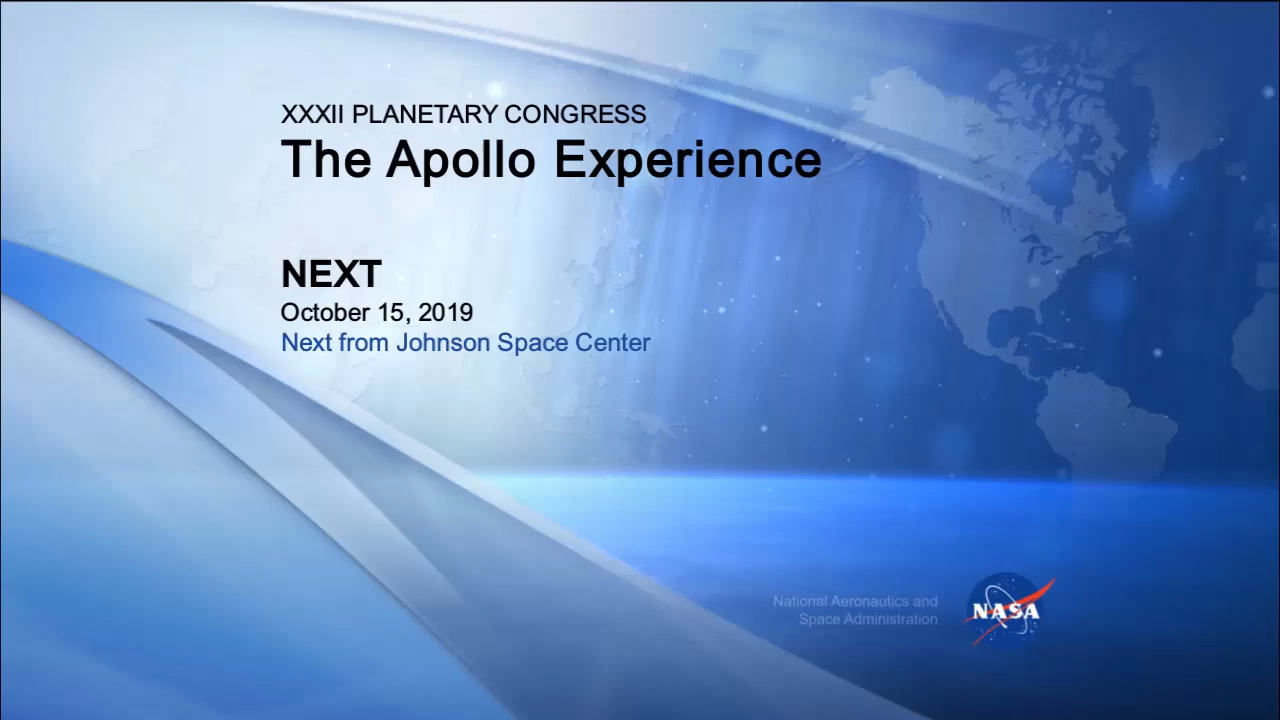 XXXII PLANETARY CONGRESS
The Apollo Experience
NEXT
October 15, 2019
Next from Johnson Space Center
National Aeronautics and
Space Administration
NASA